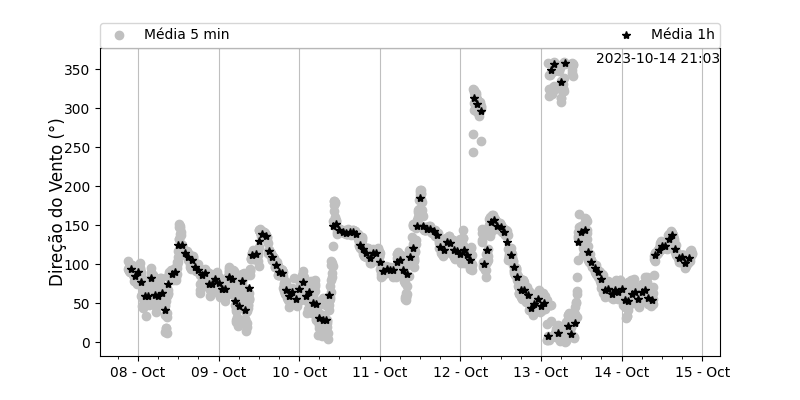 Média 5 min
Média 1h
2023-10-14 21:03
Direção do Vento (°)
350
300
250
200
150
100
50
0
08 - Oct
09 - Oct
10 - Oct
11 - Oct
12 - Oct
13 - Oct
14 - Oct
15 - Oct